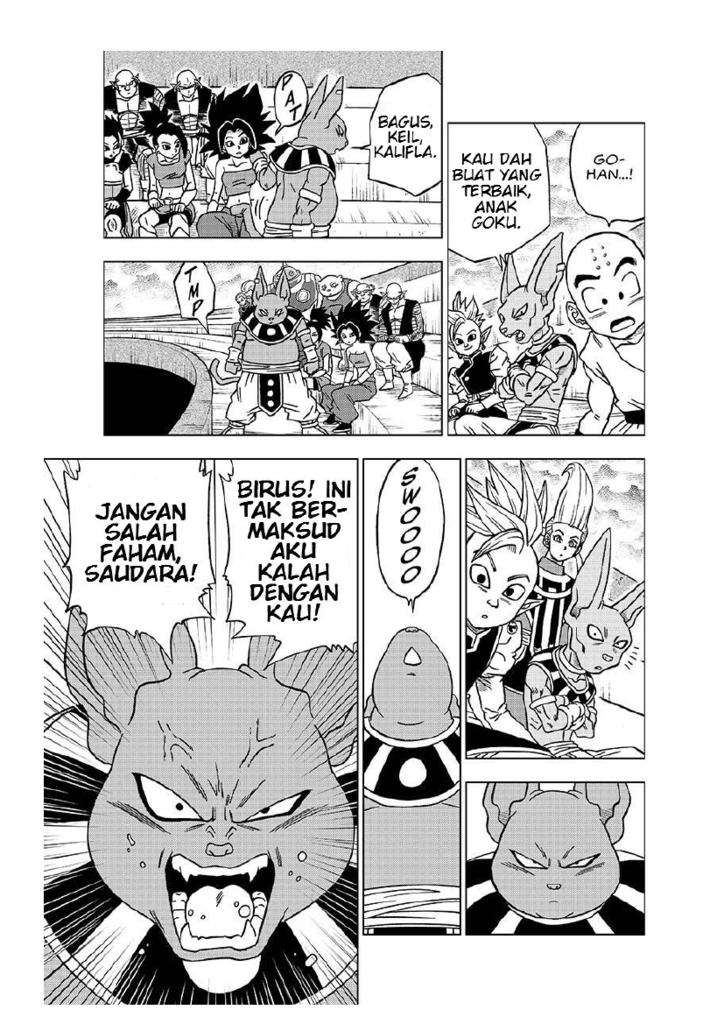 GO-
HAN...!
KAU DAH
BUAT YANG
TERBAIK,
ANAK
GOKU.
BAGUS,
KEIL,
KALIFLA.
PAT
TMP
SWOOOO
BIRUS! INI
TAK BER-
MAKSUD
AKU
KALAH
DENGAN
KAU!
JANGAN
SALAH
FAHAM,
SAUDARA!